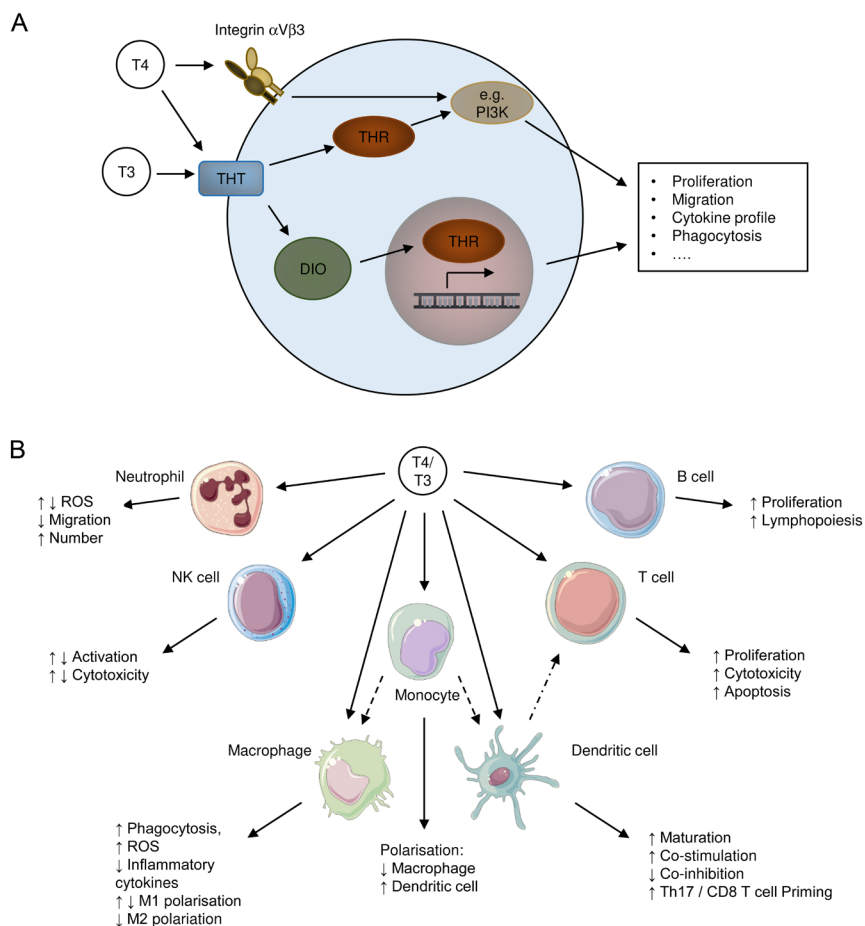 A
Integrin αVβ3
T4
e.g.
PI3K
THR
T3
THT
• Proliferation
• Migration
• Cytokine profile
• Phagocytosis
• ....
THR
DIO
B
Neutrophil
T4/
T3
B cell
↑ ↓ ROS
↓ Migration
↑ Number
↑ Proliferation
↑ Lymphopoiesis
NK cell
T cell
↑ ↓ Activation
↑ ↓ Cytotoxicity
Monocyte
↑ Proliferation
↑ Cytotoxicity
↑ Apoptosis
Macrophage
Dendritic cell
↑ Phagocytosis,
↑ ROS
↓ Inflammatory
cytokines
↑ ↓ M1 polarisation
↓ M2 polariation
Polarisation:
↓ Macrophage
↑ Dendritic cell
↑ Maturation
↑ Co-stimulation
↓ Co-inhibition
↑ Th17 / CD8 T cell Priming